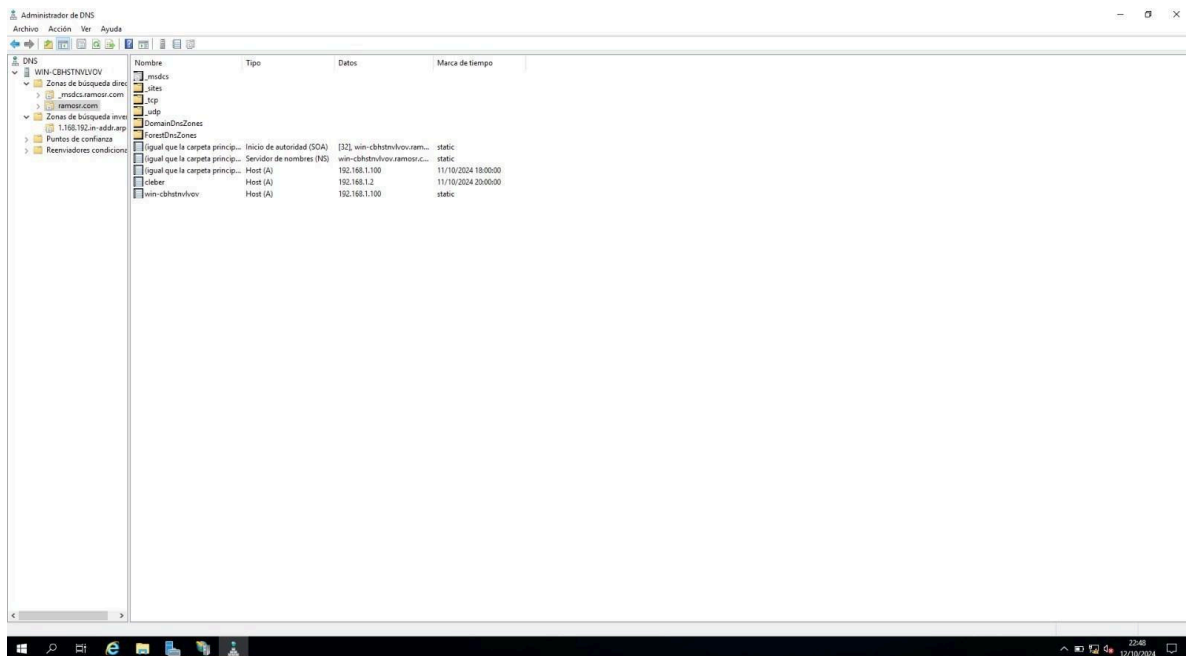 Administrador de DNS
Archivo Acción Ver Ayuda
DNS
WIN-CBHSTNVLVOV
Zonas de búsqueda direc
_msdcs.ramosr.com
ramosr.com
Zonas de búsqueda inver
1.168.192.in-addr.arp
Puntos de confianza
Reenviadores condiciona
Nombre Tipo Datos Marca de tiempo
_msdcs
_sites
_tcp
_udp
DomainDnsZones
ForestDnsZones
(igual que la carpeta princip... Inicio de autoridad (SOA) [32], win-cbhstnvlvov.ram... static
(igual que la carpeta princip... Servidor de nombres (NS) win-cbhstnvlvov.ramosr.c... static
(igual que la carpeta princip... Host (A) 192.168.1.100 11/10/2024 18:00:00
cleber Host (A) 192.168.1.2 11/10/2024 20:00:00
win-cbhstnvlvov Host (A) 192.168.1.100 static
22:48
12/10/2024